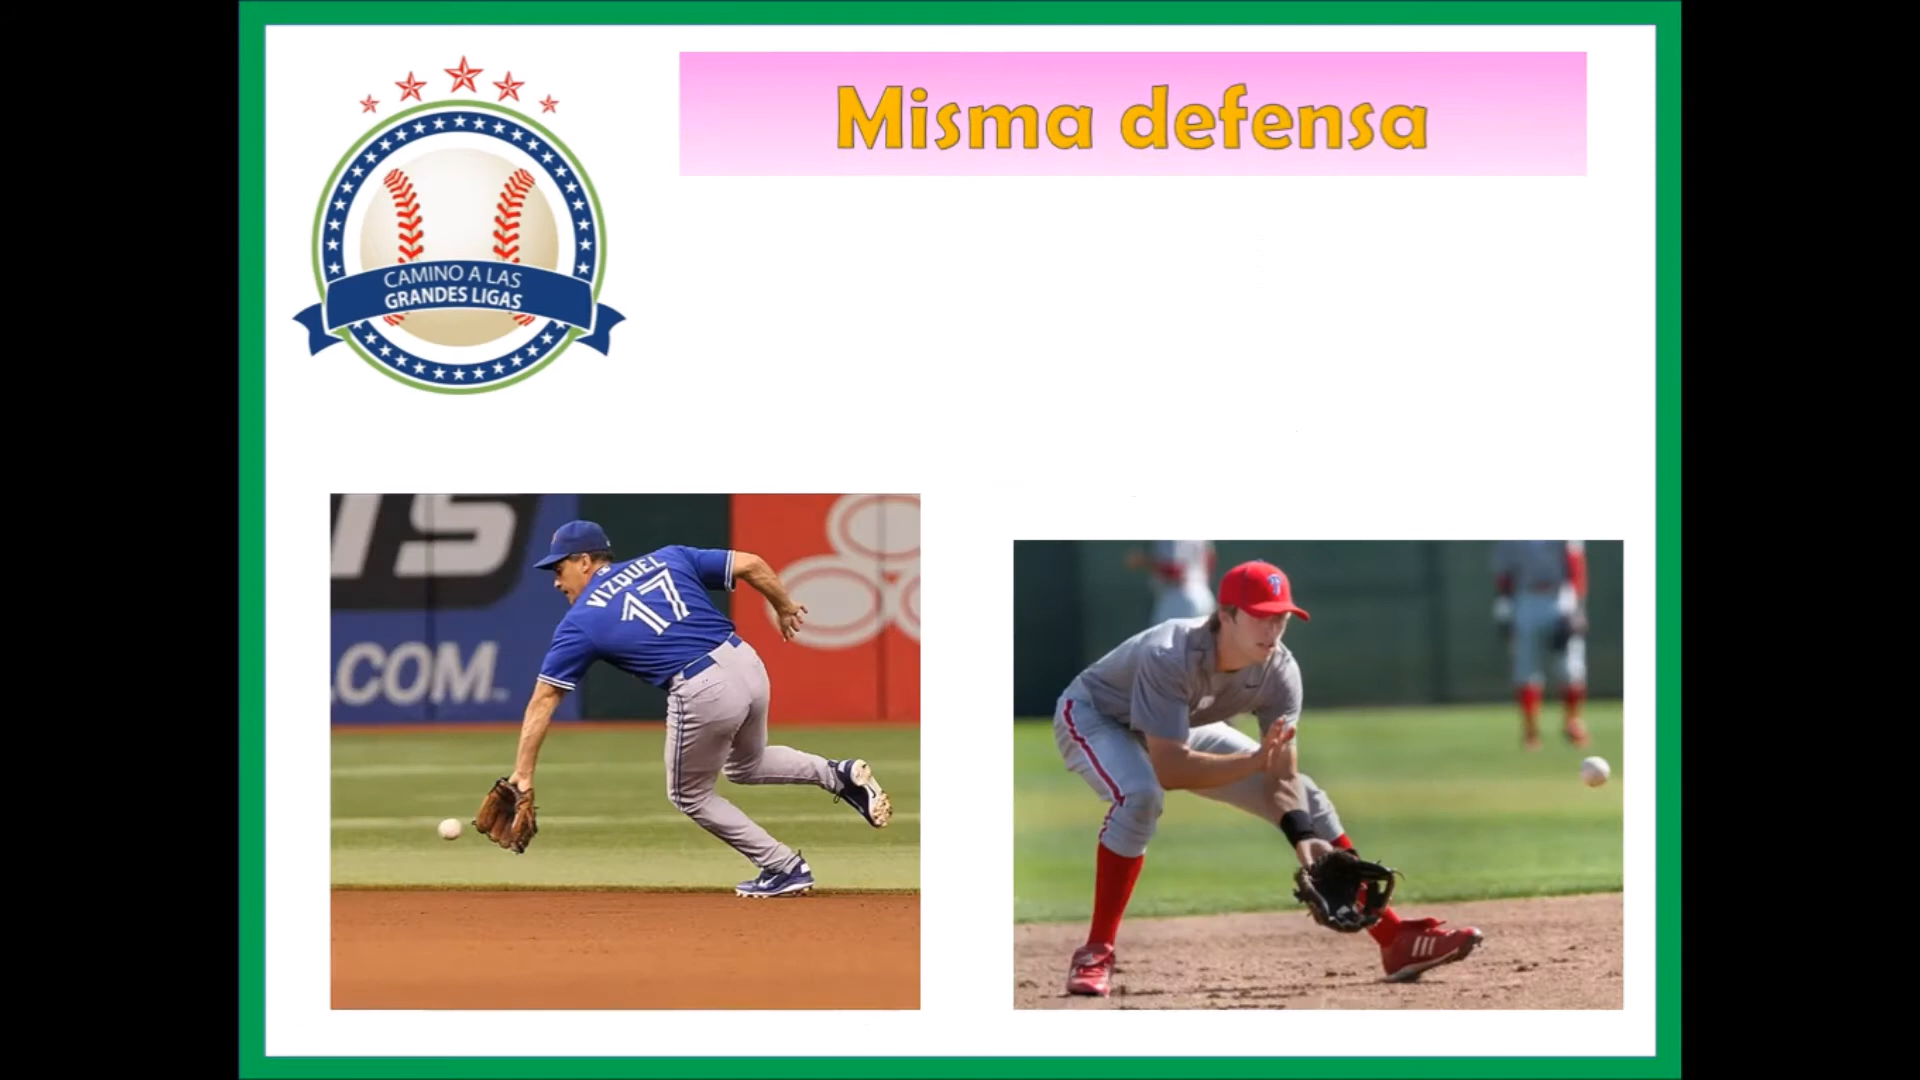 Misma defensa
CAMINO A LAS
GRANDES LIGAS
VIZQUEL
17
.COM